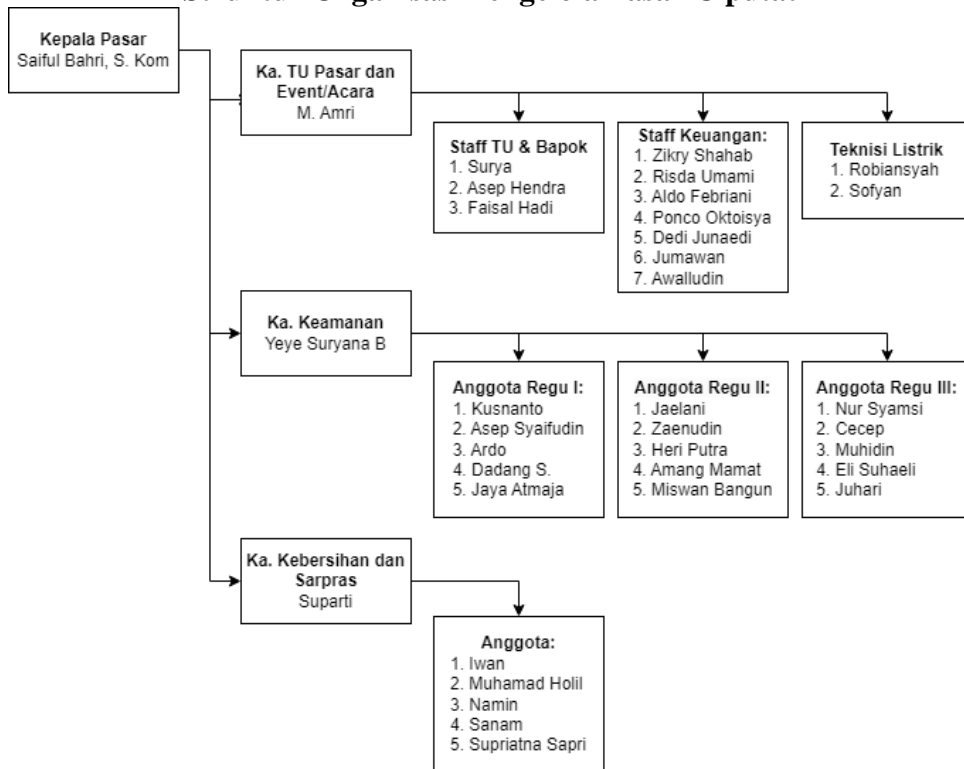 Kepala Pasar
Saiful Bahri, S. Kom
Ka. TU Pasar dan
Event/Acara
M. Amri
Staff TU & Bapok
1. Surya
2. Asep Hendra
3. Faisal Hadi
Staff Keuangan:
1. Zikry Shahab
2. Risda Umami
3. Aldo Febriani
4. Ponco Oktoisya
5. Dedi Junaedi
6. Jumawan
7. Awalludin
Teknisi Listrik
1. Robiansyah
2. Sofyan
Ka. Keamanan
Yeye Suryana B
Anggota Regu I:
1. Kusnanto
2. Asep Syaifudin
3. Ardo
4. Dadang S.
5. Jaya Atmaja
Anggota Regu II:
1. Jaelani
2. Zaenudin
3. Heri Putra
4. Amang Mamat
5. Miswan Bangun
Anggota Regu III:
1. Nur Syamsi
2. Cecep
3. Muhidin
4. Eli Suhaeli
5. Juhari
Ka. Kebersihan dan
Sarpras
Suparti
Anggota:
1. Iwan
2. Muhamad Holil
3. Namin
4. Sanam
5. Supriatna Sapri